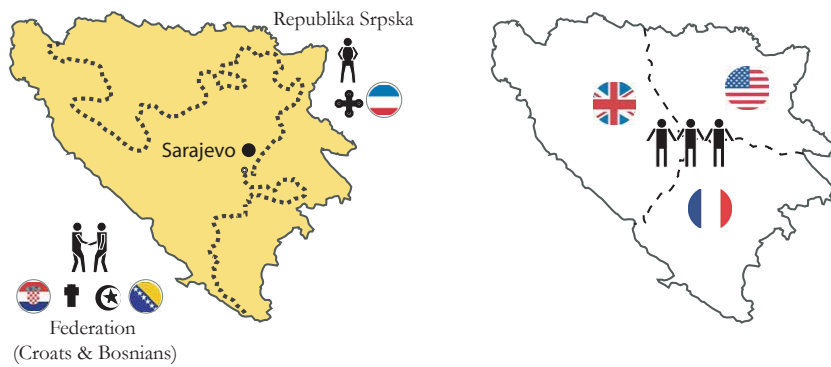 Republika Srpska
Sarajevo
Federation
(Croats & Bosnians)